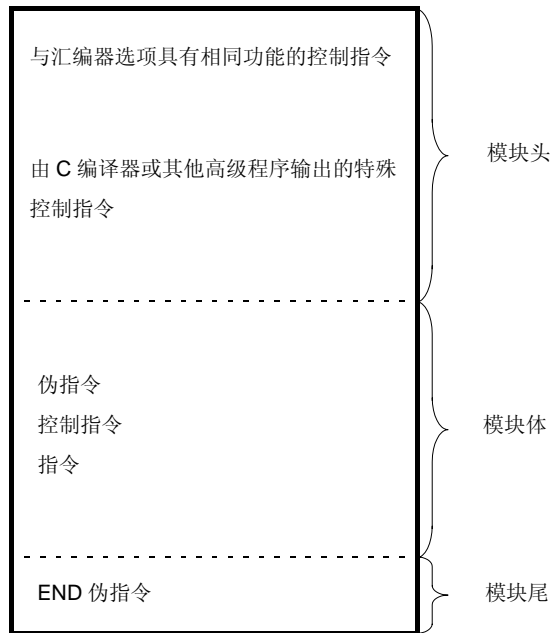 与汇编器选项具有相同功能的控制指令
由 C 编译器或其他高级程序输出的特殊
控制指令
模块头
伪指令
控制指令
指令
模块体
END 伪指令
模块尾